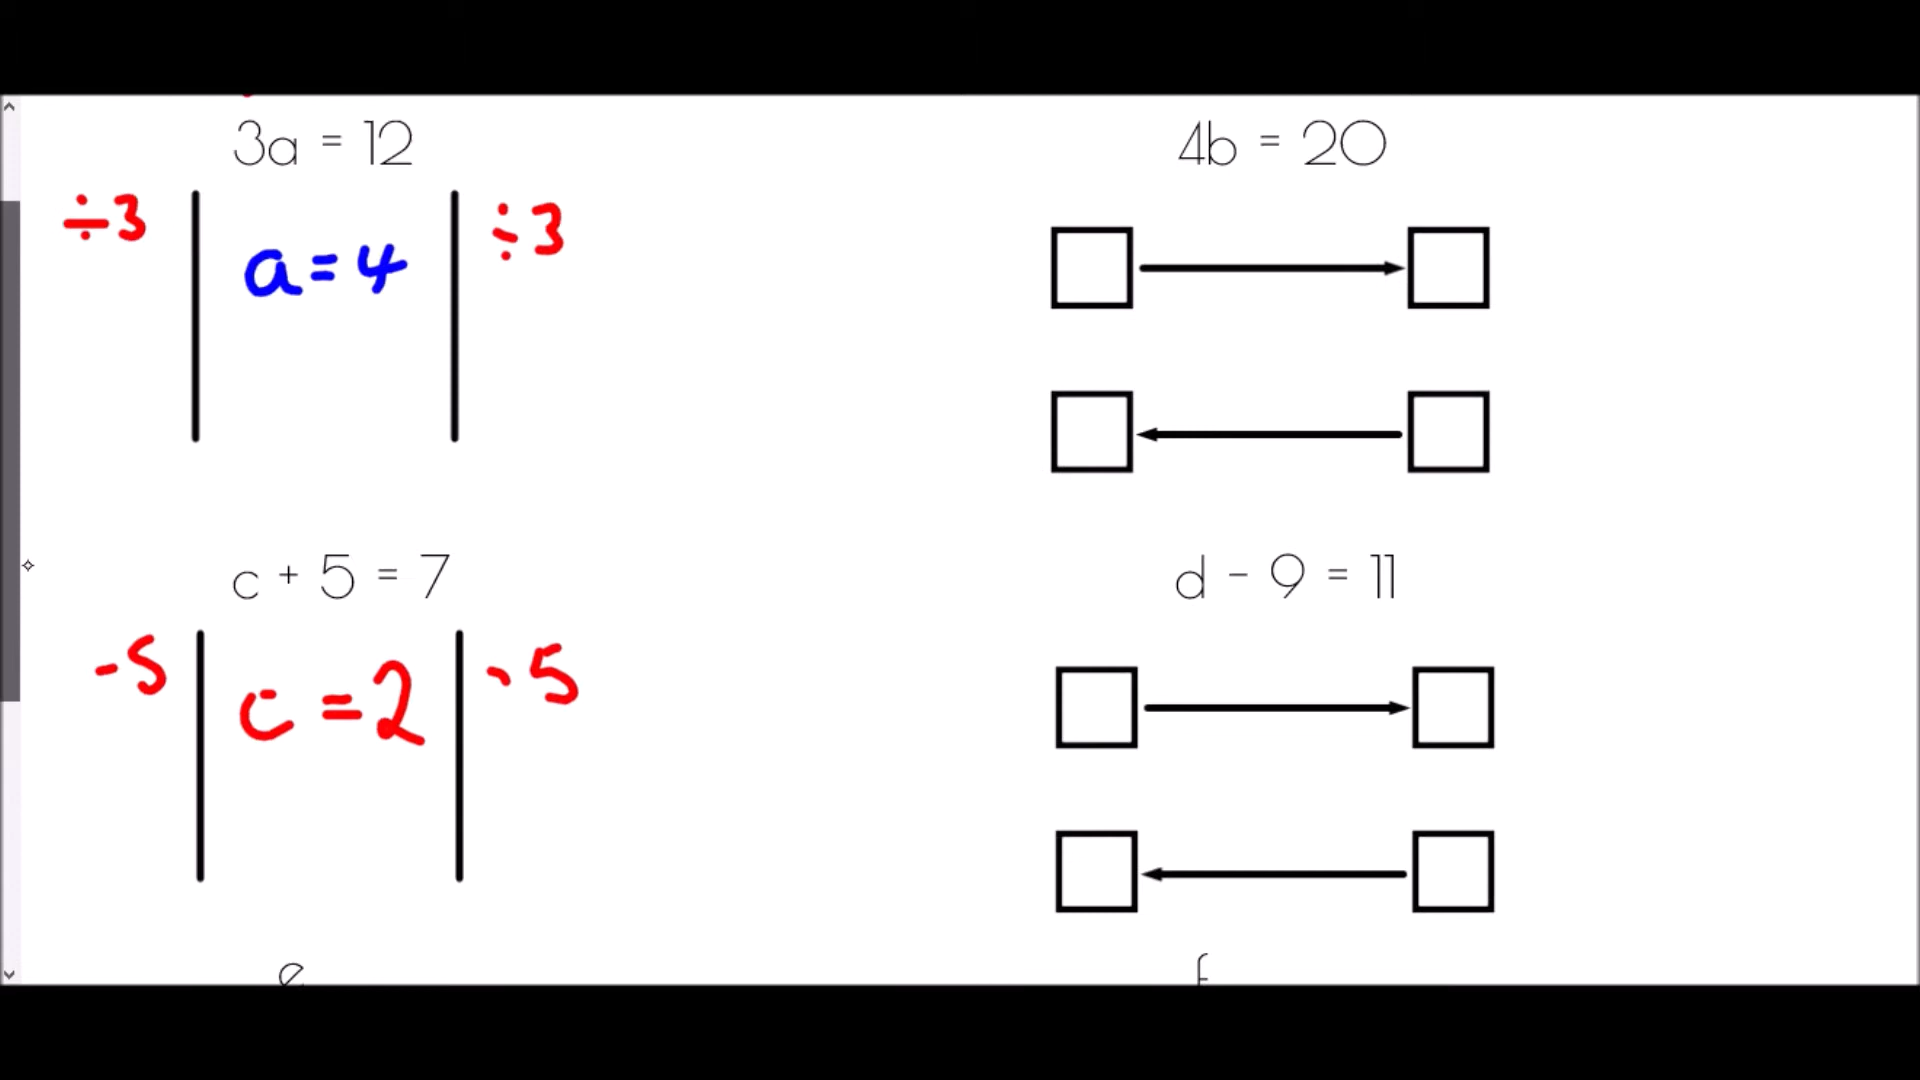 3a = 12
÷3 a=4 ÷3
4b = 20
c + 5 = 7
-5 c=2 -5
d - 9 = 11
e
f